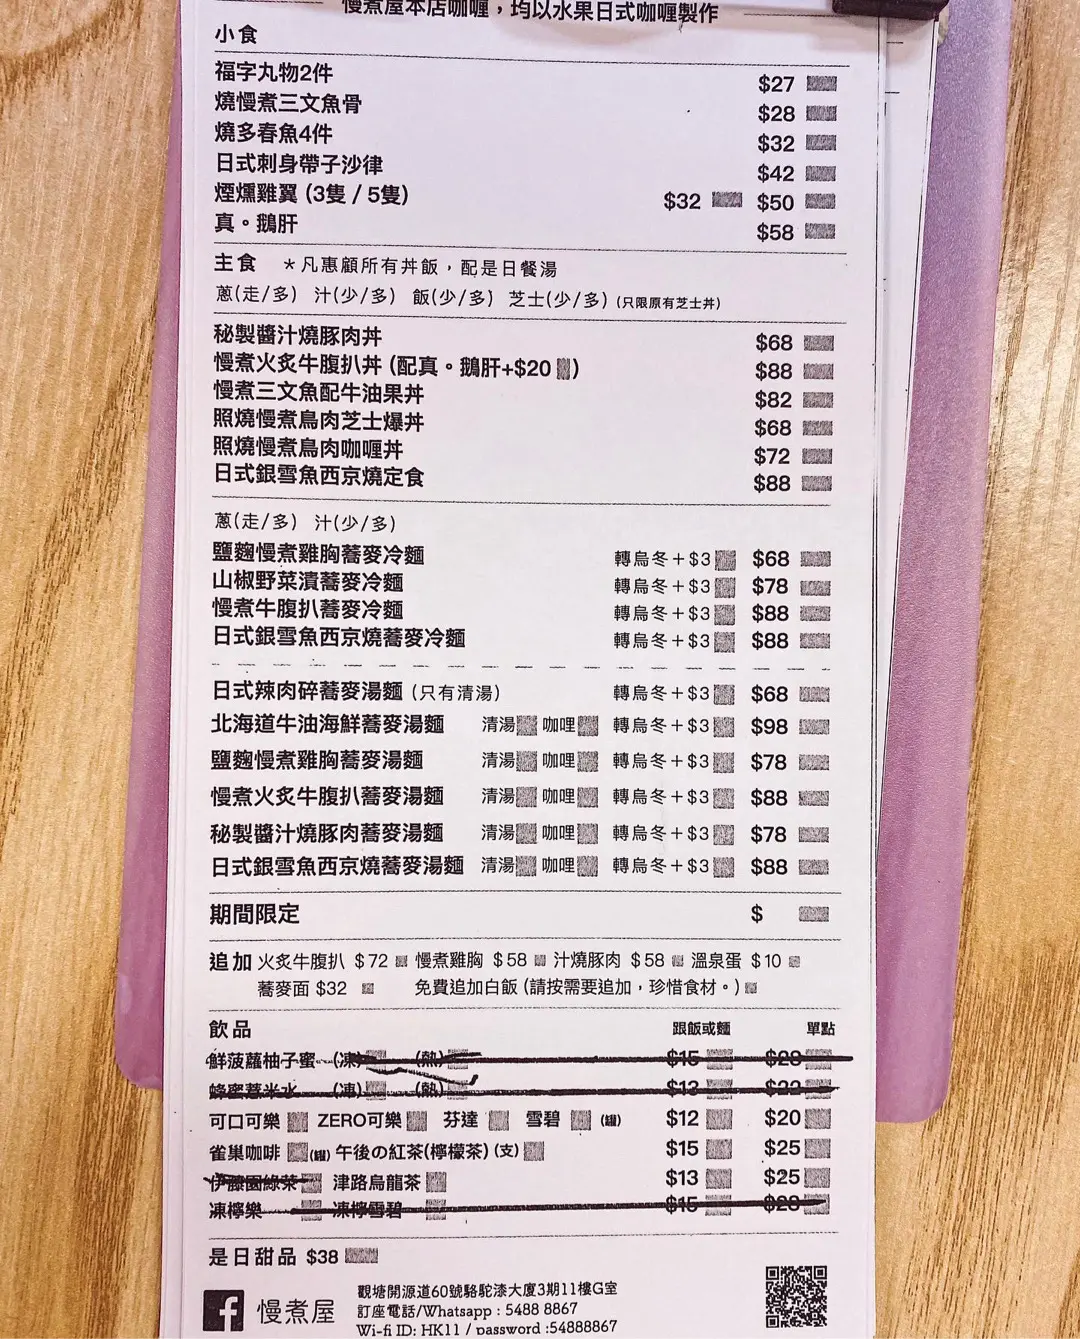 慢煮屋本店咖喱，均以水果日式咖喱製作
小食
福字丸物2件 $27
燒慢煮三文魚骨 $28
燒多春魚4件 $32
日式刺身帶子沙律 $42
煙燻雞翼 (3隻 / 5隻) $32 $50
真。鵝肝 $58
主食 ＊凡惠顧所有丼飯，配是日餐湯
蔥(走/多) 汁(少/多) 飯(少/多) 芝士(少/多) (只限原有芝士丼)
秘製醬汁燒豚肉丼 $68
慢煮火炙牛腹扒丼 (配真。鵝肝+$20) $88
慢煮三文魚配牛油果丼 $82
照燒慢煮鳥肉芝士爆丼 $68
照燒慢煮鳥肉咖喱丼 $72
日式銀雪魚西京燒定食 $88
蔥(走/多) 汁(少/多)
鹽麴慢煮雞胸蕎麥冷麵 轉烏冬＋$3 $68
山椒野菜漬蕎麥冷麵 轉烏冬＋$3 $78
慢煮牛腹扒蕎麥冷麵 轉烏冬＋$3 $88
日式銀雪魚西京燒蕎麥冷麵 轉烏冬＋$3 $88
日式辣肉碎蕎麥湯麵 (只有清湯) 轉烏冬＋$3 $68
北海道牛油海鮮蕎麥湯麵 清湯 咖哩 轉烏冬＋$3 $98
鹽麴慢煮雞胸蕎麥湯麵 清湯 咖哩 轉烏冬＋$3 $78
慢煮火炙牛腹扒蕎麥湯麵 清湯 咖哩 轉烏冬＋$3 $88
秘製醬汁燒豚肉蕎麥湯麵 清湯 咖哩 轉烏冬＋$3 $78
日式銀雪魚西京燒蕎麥湯麵 清湯 咖哩 轉烏冬＋$3 $88
期間限定 $
追加 火炙牛腹扒 $72 慢煮雞胸 $58 汁燒豚肉 $58 溫泉蛋 $10
蕎麥面 $32 免費追加白飯 (請按需要追加，珍惜食材。)
飲品 跟飯或麵 單點
鮮菠蘿柚子蜜 (凍) (熱) $15 $28
蜂蜜薏米水 (凍) (熱) $13 $22
可口可樂 ZERO可樂 芬達 雪碧 (罐) $12 $20
雀巢咖啡 (罐) 午後の紅茶(檸檬茶) (支) $15 $25
伊藤園綠茶 津路烏龍茶 $13 $25
凍檸樂 凍檸雪碧 $15 $28
是日甜品 $38
慢煮屋
觀塘開源道60號駱駝漆大廈3期11樓G室
訂座電話/Whatsapp : 5488 8867
Wi-fi ID: HK11 / password :54888867